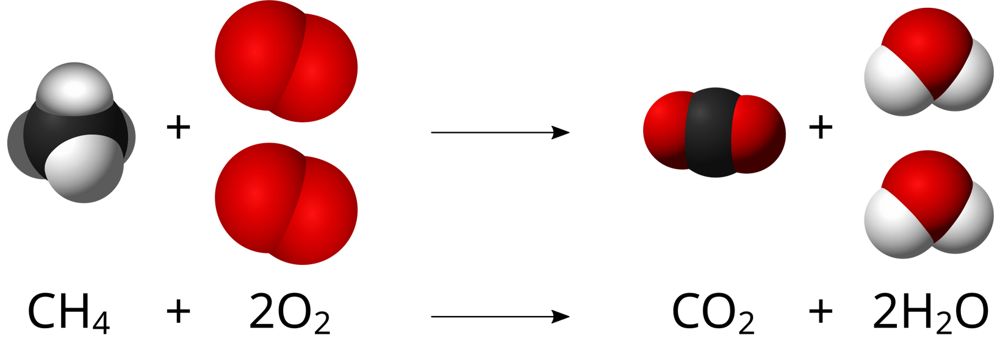 + +
CH₄ + 2O₂ CO₂ + 2H₂O